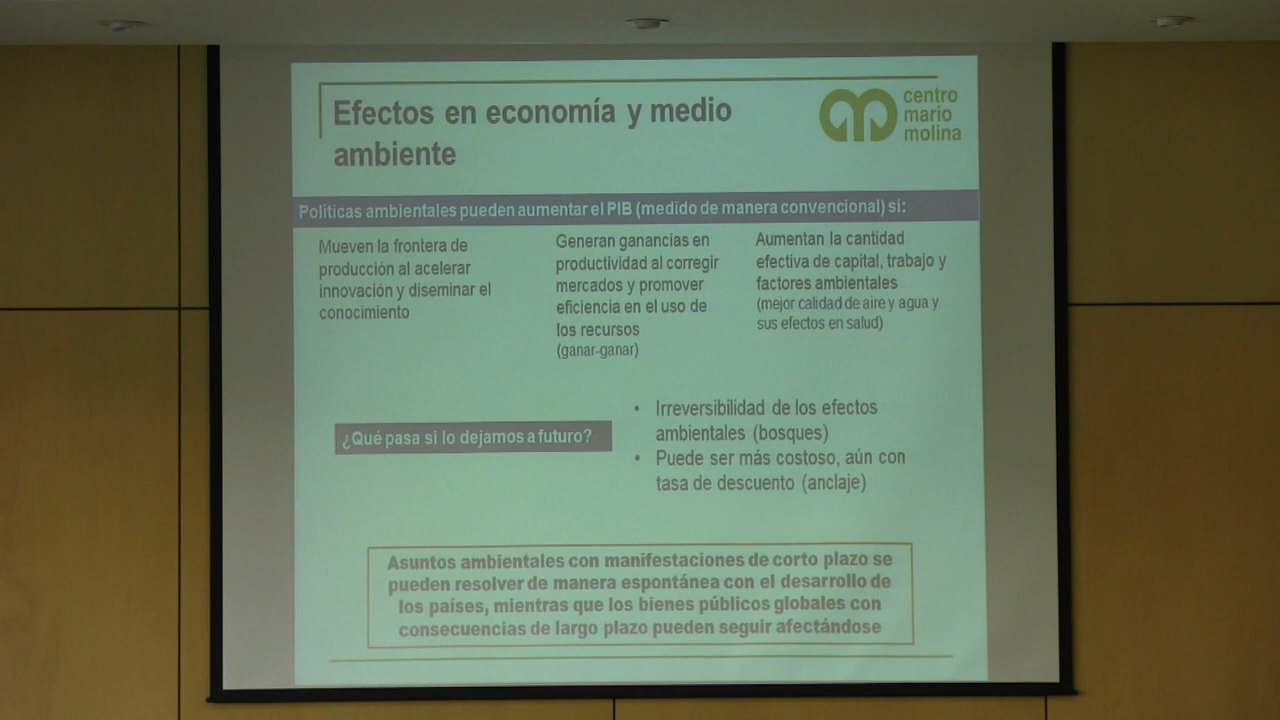 Efectos en economía y medio
ambiente
centro
mario
molina
Políticas ambientales pueden aumentar el PIB (medido de manera convencional) si:
Mueven la frontera de
producción al acelerar
innovación y diseminar el
conocimiento
Generan ganancias en
productividad al corregir
mercados y promover
eficiencia en el uso de
los recursos
(ganar-ganar)
Aumentan la cantidad
efectiva de capital, trabajo y
factores ambientales
(mejor calidad de aire y agua y
sus efectos en salud)
¿Qué pasa si lo dejamos a futuro?
• Irreversibilidad de los efectos
ambientales (bosques)
• Puede ser más costoso, aún con
tasa de descuento (anclaje)
Asuntos ambientales con manifestaciones de corto plazo se
pueden resolver de manera espontánea con el desarrollo de
los países, mientras que los bienes públicos globales con
consecuencias de largo plazo pueden seguir afectándose